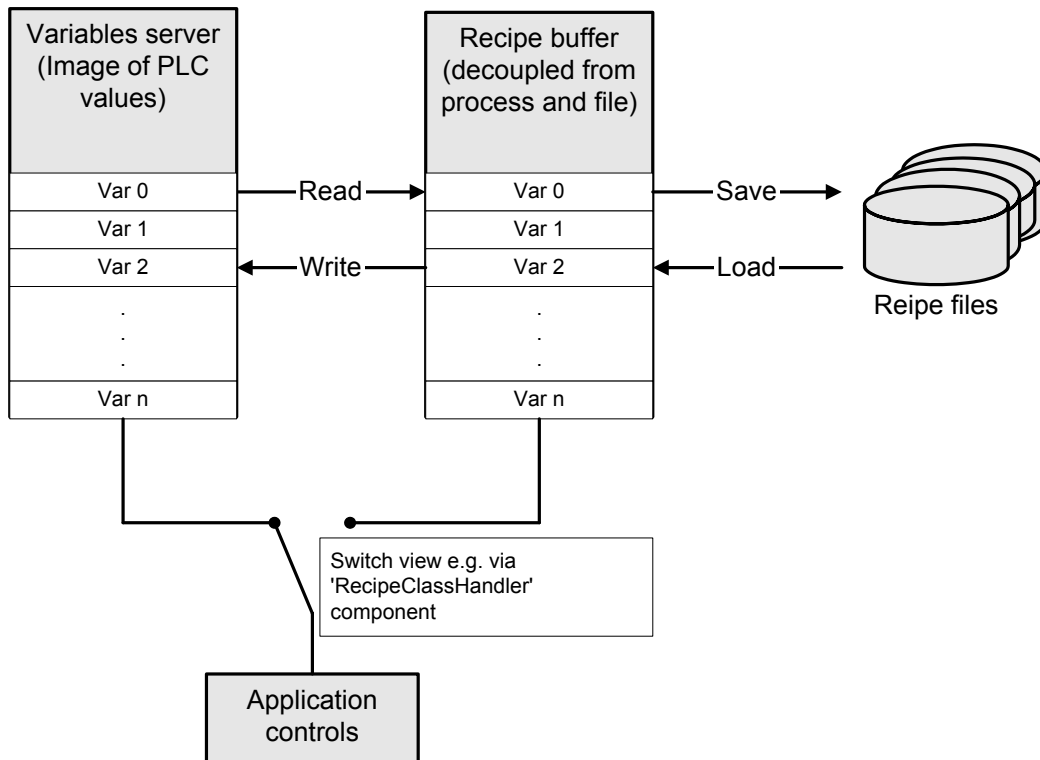 Variables server
(Image of PLC
values)
Recipe buffer
(decoupled from
process and file)
Var 0
Read
Var 0
Save
Var 1
Var 1
Var 2
Write
Var 2
Load
Reipe files
.
.
.
.
.
.
Var n
Var n
Switch view e.g. via
'RecipeClassHandler'
component
Application
controls